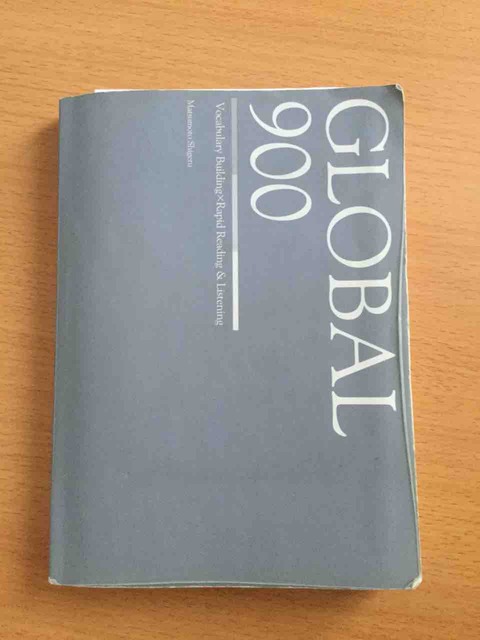 GLOBAL
900
Vocabulary Building×Rapid Reading & Listening
Matsumoto Shigeru